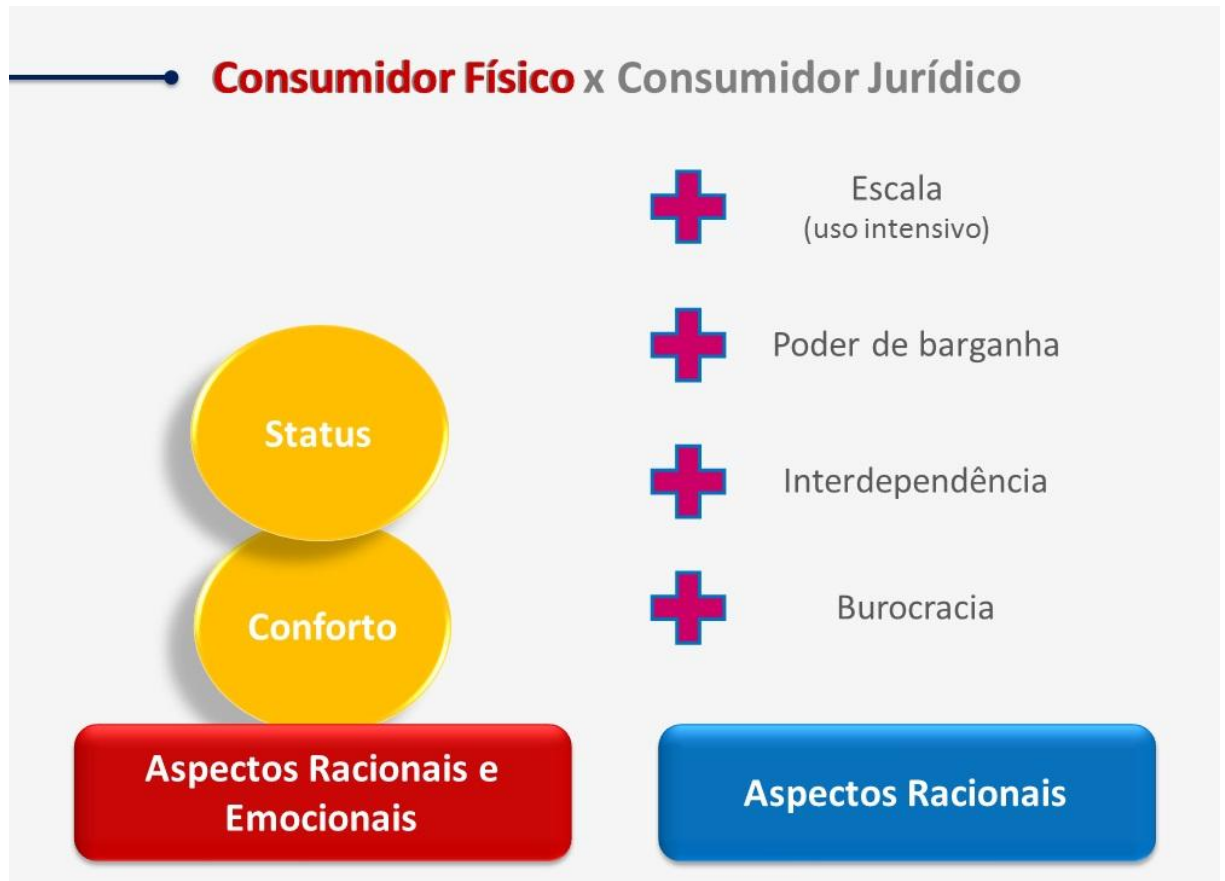 Consumidor Físico x Consumidor Jurídico
Escala
(uso intensivo)
Poder de barganha
Interdependência
Burocracia
Status
Conforto
Aspectos Racionais e
Emocionais
Aspectos Racionais